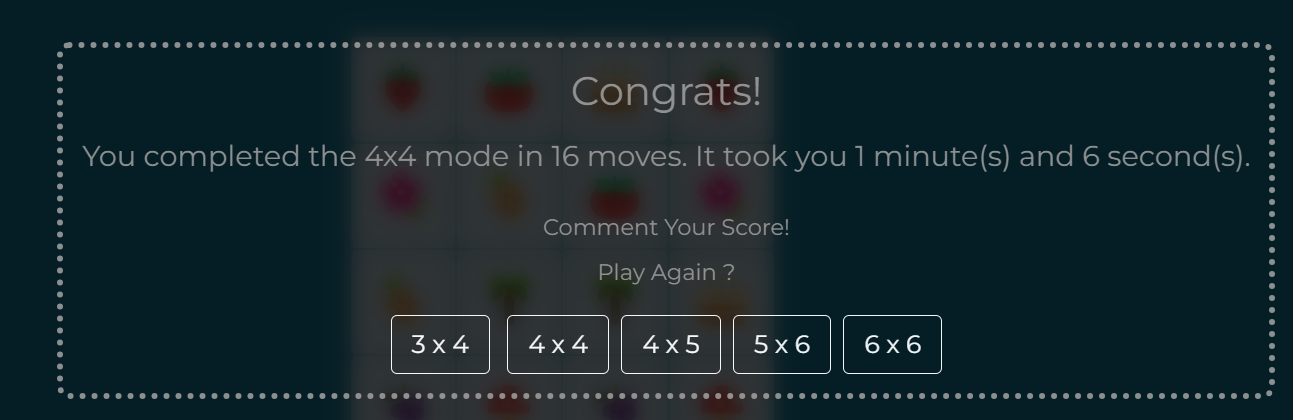 Congrats!
You completed the 4x4 mode in 16 moves. It took you 1 minute(s) and 6 second(s).
Comment Your Score!
Play Again ?
3 x 4 4 x 4 4 x 5 5 x 6 6 x 6